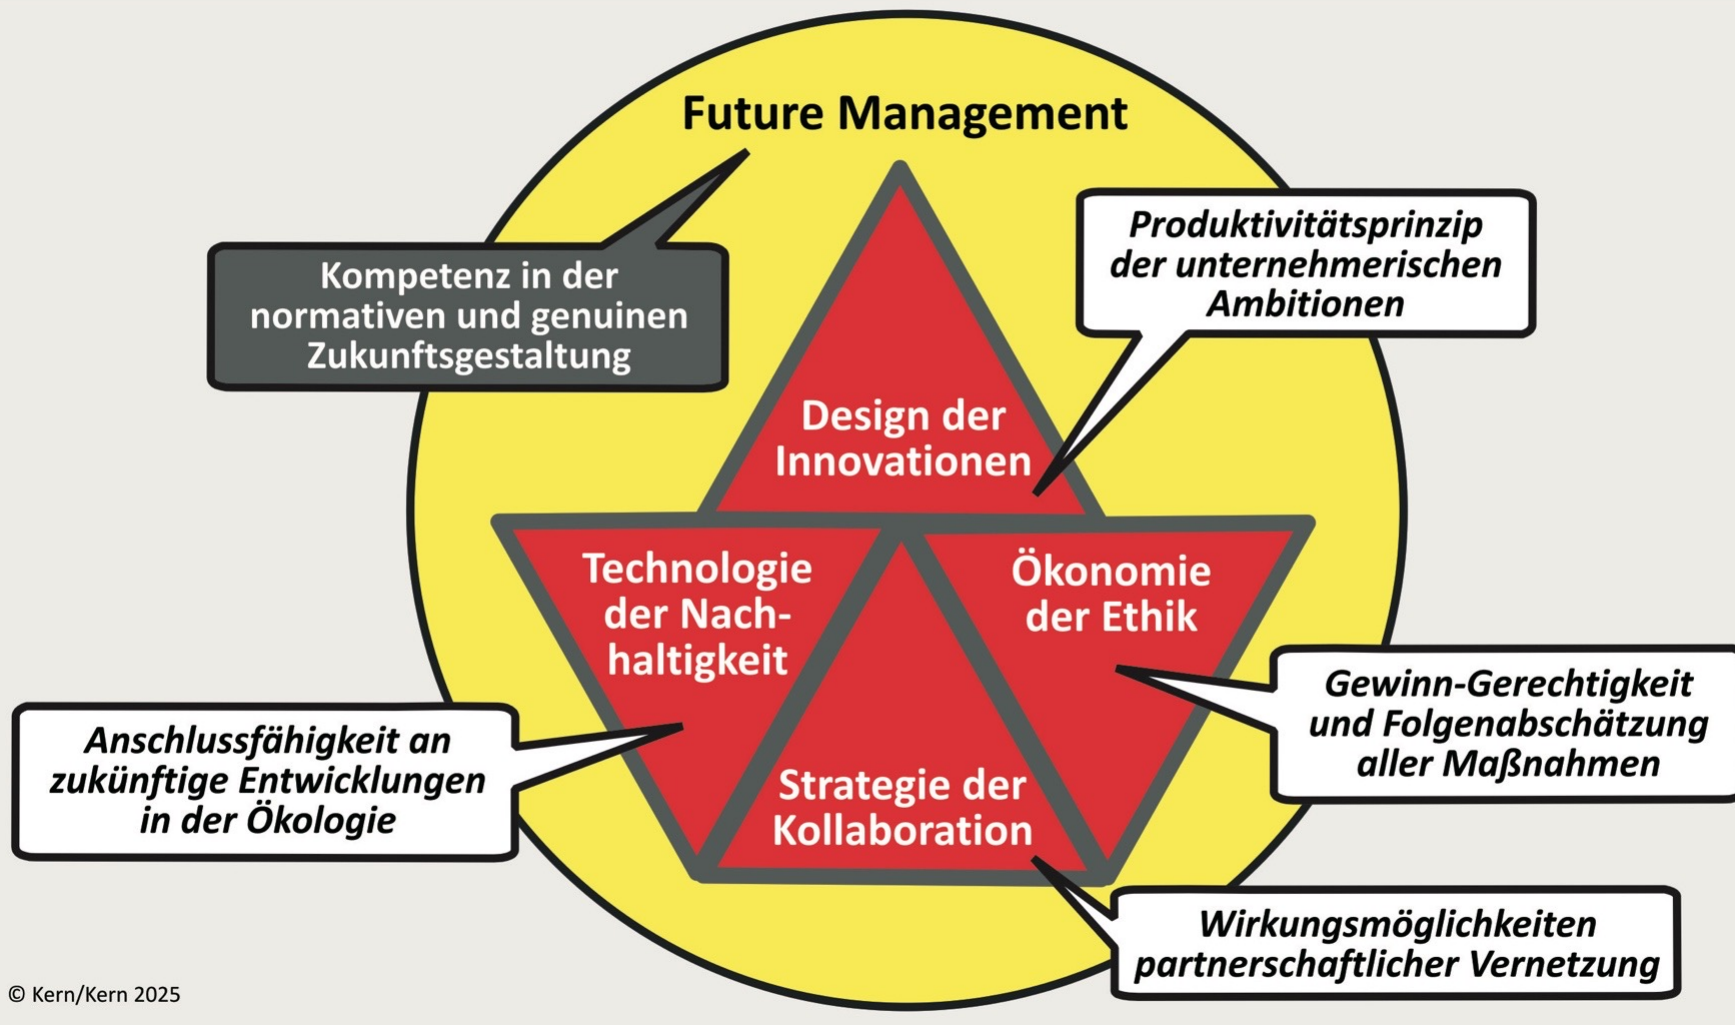 Future Management
Kompetenz in der
normativen und genuinen
Zukunftsgestaltung
Produktivitätsprinzip
der unternehmerischen
Ambitionen
Design der
Innovationen
Technologie
der Nach-
haltigkeit
Ökonomie
der Ethik
Strategie der
Kollaboration
Anschlussfähigkeit an
zukünftige Entwicklungen
in der Ökologie
Gewinn-Gerechtigkeit
und Folgenabschätzung
aller Maßnahmen
Wirkungsmöglichkeiten
partnerschaftlicher Vernetzung
© Kern/Kern 2025